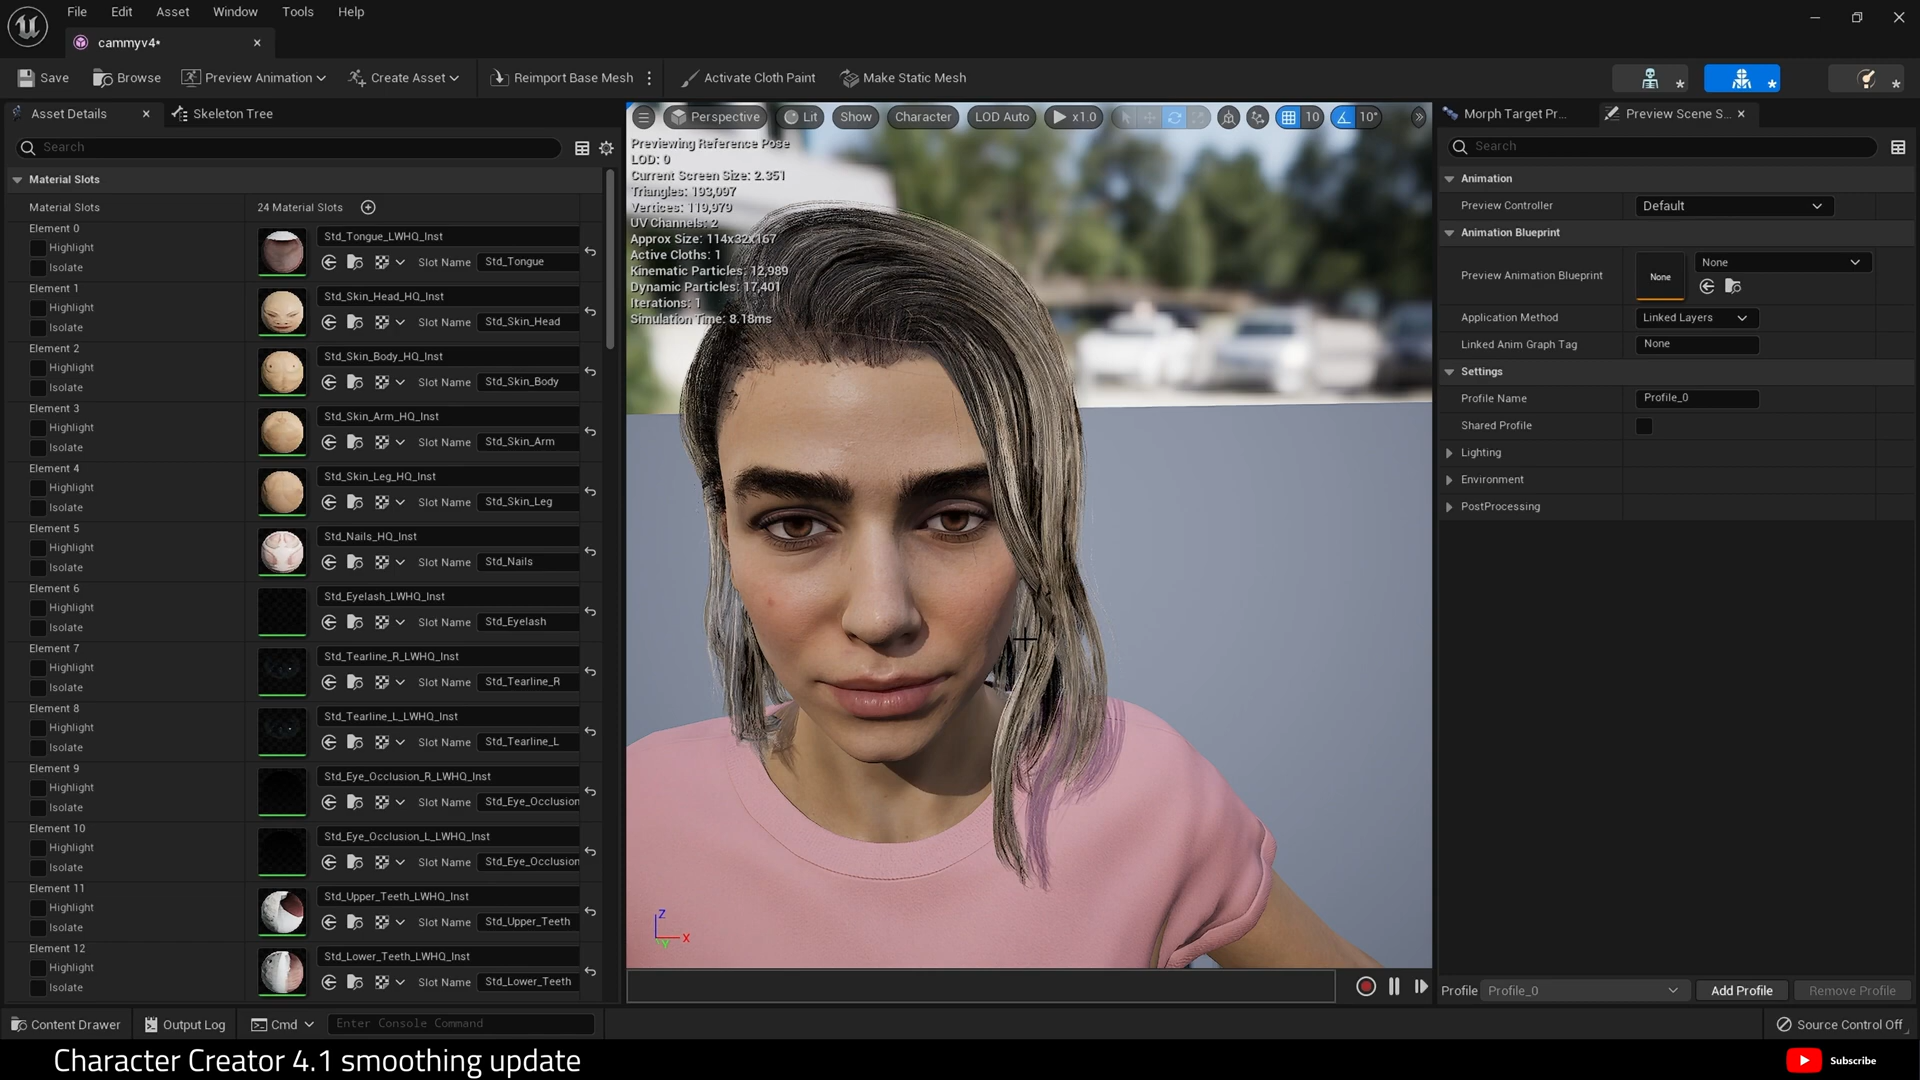 File Edit Asset Window Tools Help
cammyv4*
Save Browse Preview Animation Create Asset Reimport Base Mesh Activate Cloth Paint Make Static Mesh
Asset Details Skeleton Tree
Search
Material Slots
Material Slots 24 Material Slots
Element 0
Highlight
Isolate
Std_Tongue_LWHQ_Inst
Slot Name Std_Tongue
Element 1
Highlight
Isolate
Std_Skin_Head_HQ_Inst
Slot Name Std_Skin_Head
Element 2
Highlight
Isolate
Std_Skin_Body_HQ_Inst
Slot Name Std_Skin_Body
Element 3
Highlight
Isolate
Std_Skin_Arm_HQ_Inst
Slot Name Std_Skin_Arm
Element 4
Highlight
Isolate
Std_Skin_Leg_HQ_Inst
Slot Name Std_Skin_Leg
Element 5
Highlight
Isolate
Std_Nails_HQ_Inst
Slot Name Std_Nails
Element 6
Highlight
Isolate
Std_Eyelash_LWHQ_Inst
Slot Name Std_Eyelash
Element 7
Highlight
Isolate
Std_Tearline_R_LWHQ_Inst
Slot Name Std_Tearline_R
Element 8
Highlight
Isolate
Std_Tearline_L_LWHQ_Inst
Slot Name Std_Tearline_L
Element 9
Highlight
Isolate
Std_Eye_Occlusion_R_LWHQ_Inst
Slot Name Std_Eye_Occlusion
Element 10
Highlight
Isolate
Std_Eye_Occlusion_L_LWHQ_Inst
Slot Name Std_Eye_Occlusion
Element 11
Highlight
Isolate
Std_Upper_Teeth_LWHQ_Inst
Slot Name Std_Upper_Teeth
Element 12
Highlight
Isolate
Std_Lower_Teeth_LWHQ_Inst
Slot Name Std_Lower_Teeth
Perspective Lit Show Character LOD Auto x1.0 10 10°
Previewing Reference Pose
LOD: 0
Current Screen Size: 2.351
Triangles: 193,097
Vertices: 119,979
UV Channels: 2
Approx Size: 114x32x167
Active Cloths: 1
Kinematic Particles: 12,989
Dynamic Particles: 17,401
Iterations: 1
Simulation Time: 8.18ms
Z
X
Y
Morph Target Pr... Preview Scene S...
Search
Animation
Preview Controller Default
Animation Blueprint
Preview Animation Blueprint None None
Application Method Linked Layers
Linked Anim Graph Tag None
Settings
Profile Name Profile_0
Shared Profile
Lighting
Environment
PostProcessing
Profile Profile_0 Add Profile Remove Profile
Content Drawer Output Log Cmd Enter Console Command Source Control Off
Character Creator 4.1 smoothing update
Subscribe